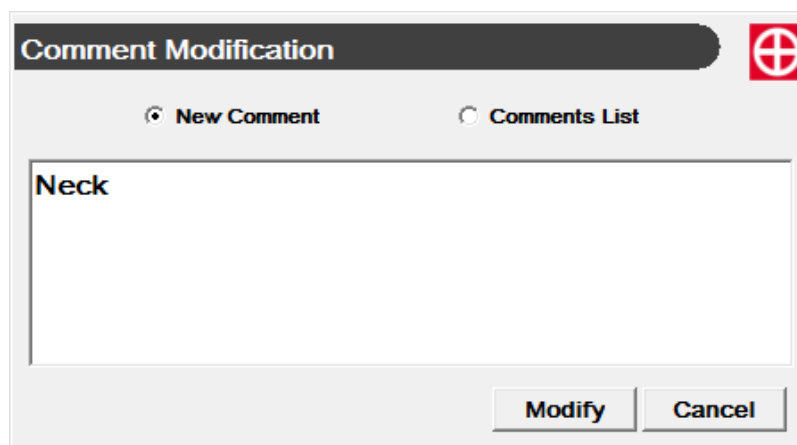 Comment Modification
New Comment
Comments List
Neck
Modify
Cancel